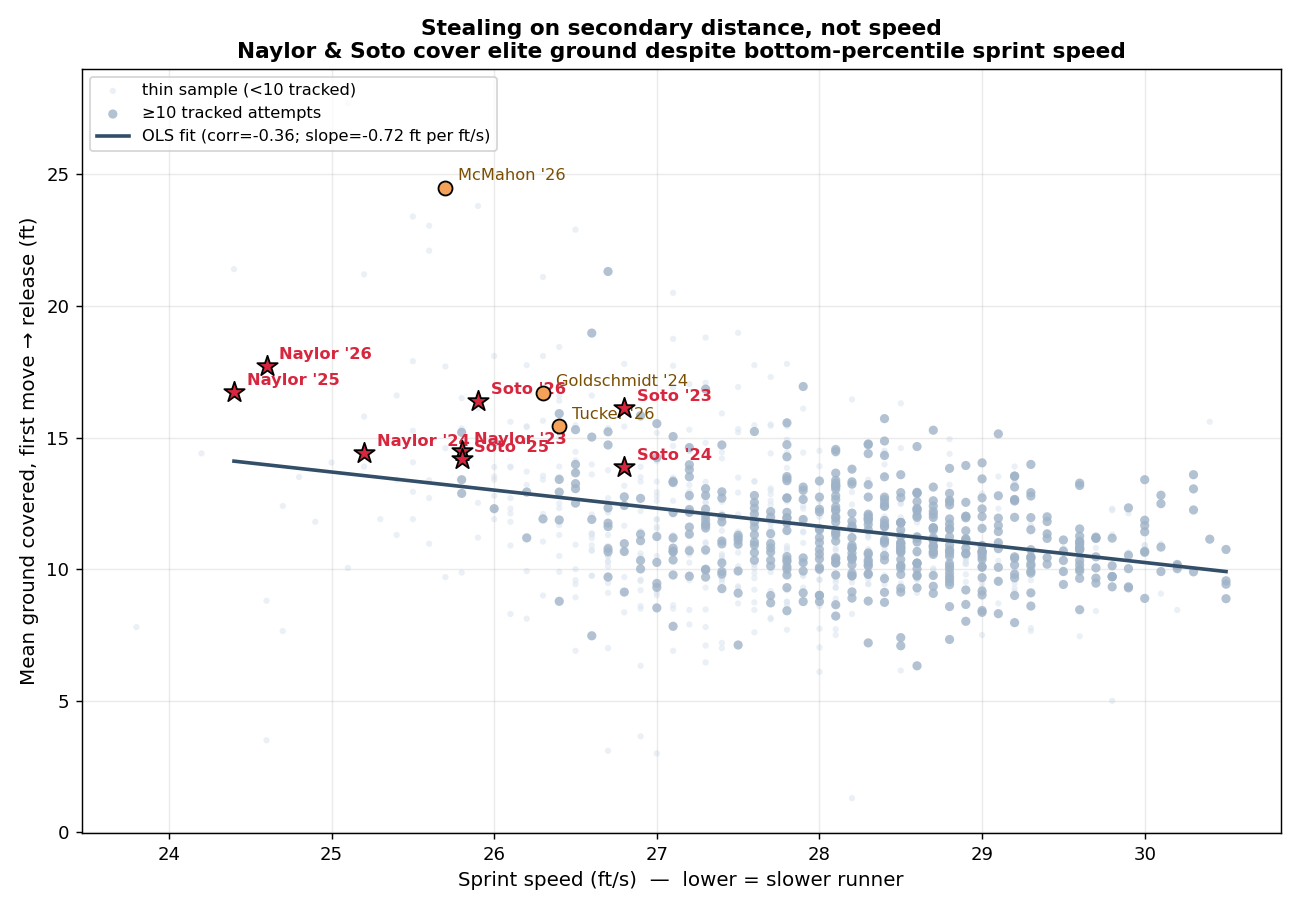 Stealing on secondary distance, not speed
Naylor & Soto cover elite ground despite bottom-percentile sprint speed
thin sample (<10 tracked)
≥10 tracked attempts
OLS fit (corr=-0.36; slope=-0.72 ft per ft/s)
McMahon '26
Naylor '26
Naylor '25
Goldschmidt '24
Soto '26
Soto '23
Tucker '26
Naylor '24
Naylor '23
Soto '25
Soto '24
Mean ground covered, first move → release (ft)
25
20
15
10
5
0
24 25 26 27 28 29 30
Sprint speed (ft/s) — lower = slower runner